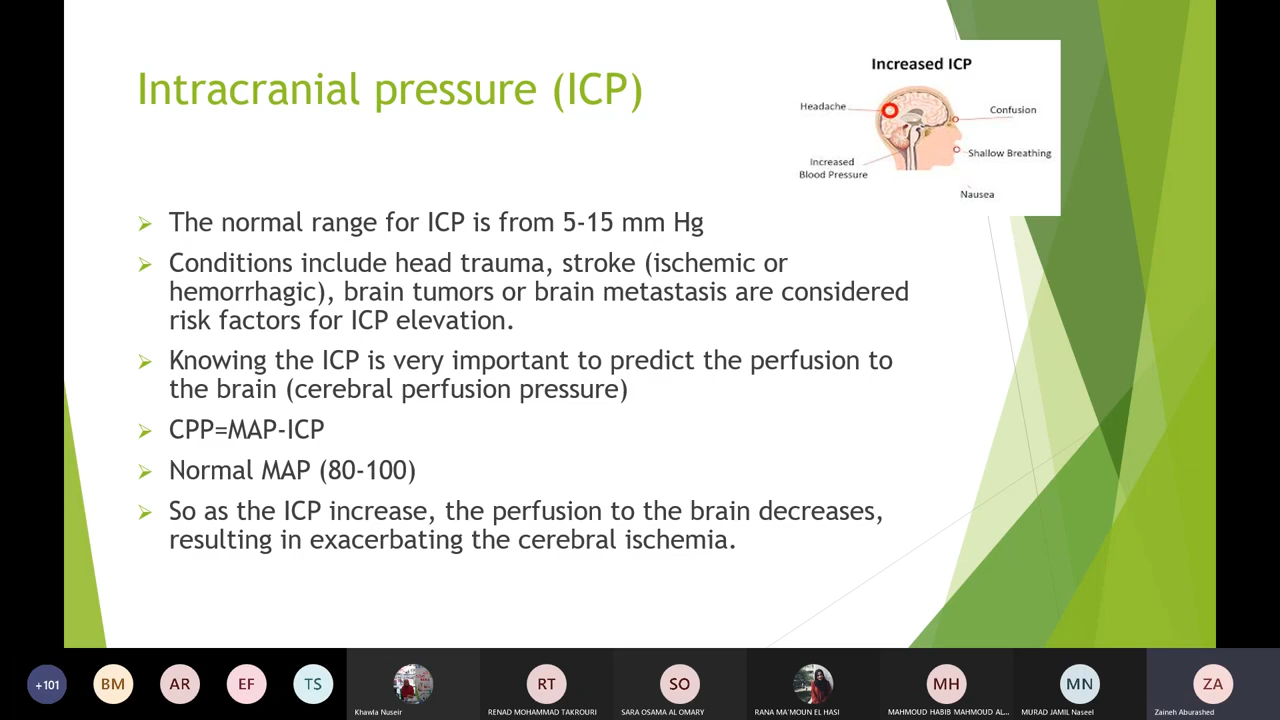 Intracranial pressure (ICP)
Increased ICP
Headache
Confusion
Shallow Breathing
Increased
Blood Pressure
Nausea
The normal range for ICP is from 5-15 mm Hg
Conditions include head trauma, stroke (ischemic or
hemorrhagic), brain tumors or brain metastasis are considered
risk factors for ICP elevation.
Knowing the ICP is very important to predict the perfusion to
the brain (cerebral perfusion pressure)
CPP=MAP-ICP
Normal MAP (80-100)
So as the ICP increase, the perfusion to the brain decreases,
resulting in exacerbating the cerebral ischemia.
+101
BM
AR
EF
TS
Khawla Nuseir
RT
RENAD MOHAMMAD TAKROURI
SO
SARA OSAMA AL OMARY
RANA MA'MOUN EL HASI
MH
MAHMOUD HABIB MAHMOUD AL...
MN
MURAD JAMIL Naseel
ZA
Zaineh Aburashed